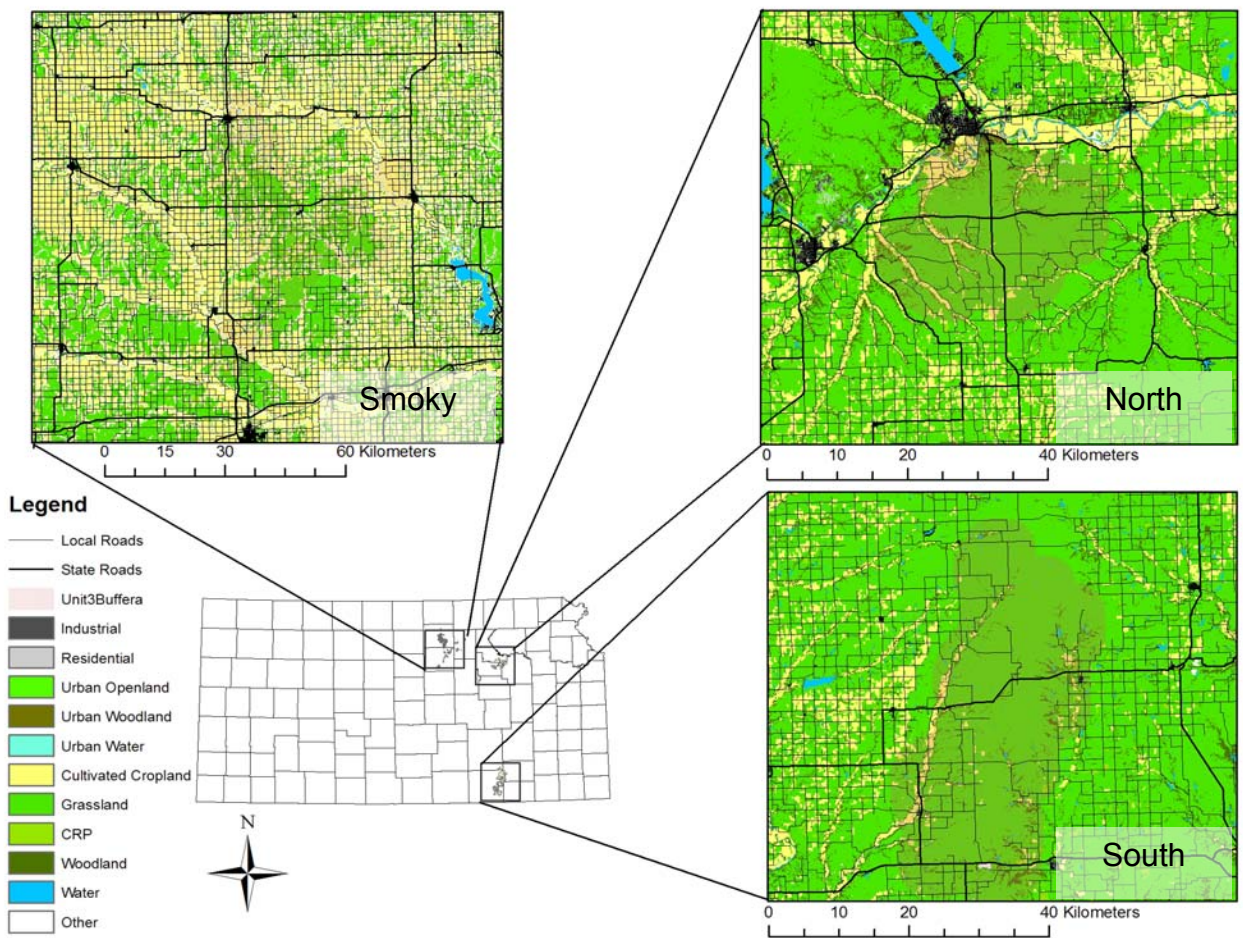 Smoky
0 15 30 60 Kilometers
North
0 20 40 Kilometers
Legend
Local Roads
State Roads
Unit3Buffera
Industrial
Residential
Urban Openland
Urban Woodland
Urban Water
Cultivated Cropland
Grassland
CRP
Woodland
Water
Other
N
South
0 10 20 40 Kilometers